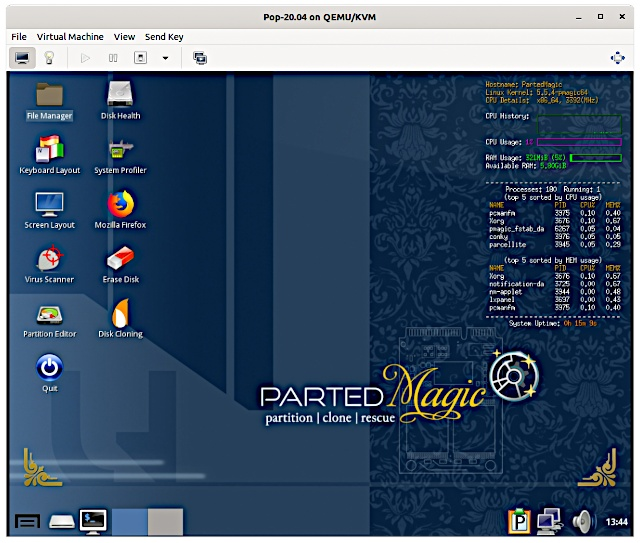 Pop-20.04 on QEMU/KVM
File Virtual Machine View Send Key
File Manager
Disk Health
Keyboard Layout
System Profiler
Screen Layout
Mozilla Firefox
Virus Scanner
Erase Disk
Partition Editor
Disk Cloning
Quit
Hostname: PartedMagic
Linux Kernel: 5.5.4-pmagic64
CPU Details: x86_64, 3392(MHz)
CPU History:
CPU Usage: 1%
RAM Usage: 321MiB (5%)
Available RAM: 5.80GiB
Processes: 180 Running: 1
(top 5 sorted by CPU usage)
NAME PID CPU% MEM%
pcmanfm 3975 0.10 0.40
Xorg 3676 0.10 0.67
pmagic_fstab_da 6267 0.05 0.04
conky 3976 0.05 0.05
parcellite 3945 0.05 0.29
(top 5 sorted by MEM usage)
NAME PID CPU% MEM%
Xorg 3676 0.10 0.67
notification-da 3725 0.00 0.67
nm-applet 3944 0.00 0.48
lxpanel 3697 0.00 0.43
pcmanfm 3975 0.10 0.40
System Uptime: 0h 15m 9s
PARTED Magic
partition | clone | rescue
P
13:44